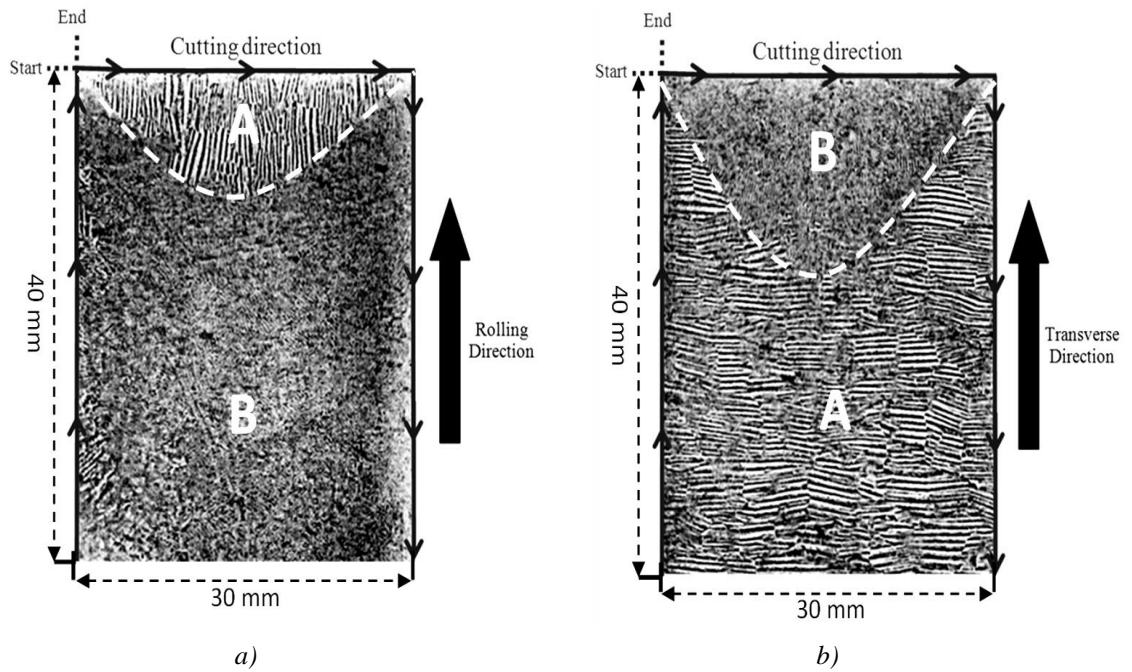 End
Cutting direction
Start
A
B
40 mm
Rolling
Direction
30 mm
a)
End
Cutting direction
Start
B
A
40 mm
Transverse
Direction
30 mm
b)